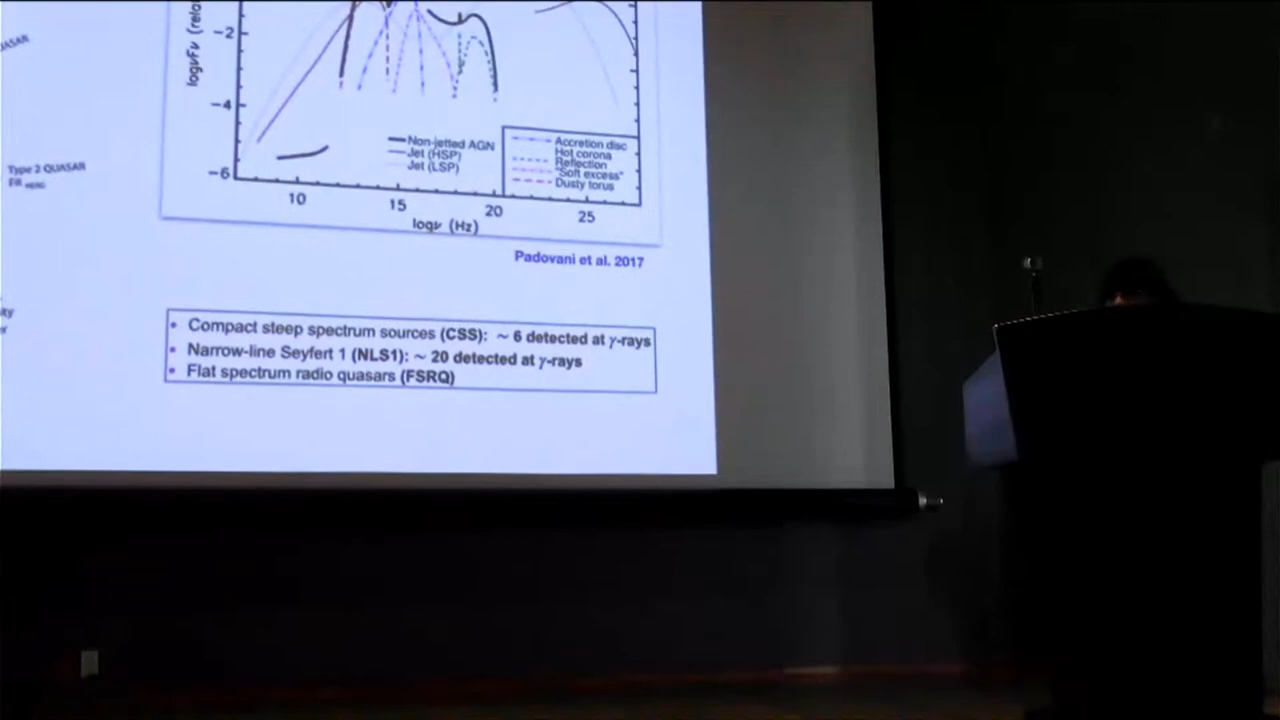 logνFν (rela
−2
−4
−6
10
15
20
25
logν (Hz)
Non-jetted AGN
Jet (HSP)
Jet (LSP)
Accretion disc
Hot corona
Reflection
"Soft excess"
Dusty torus
Type 2 QUASAR
Padovani et al. 2017
• Compact steep spectrum sources (CSS): ~ 6 detected at γ-rays
• Narrow-line Seyfert 1 (NLS1): ~ 20 detected at γ-rays
• Flat spectrum radio quasars (FSRQ)